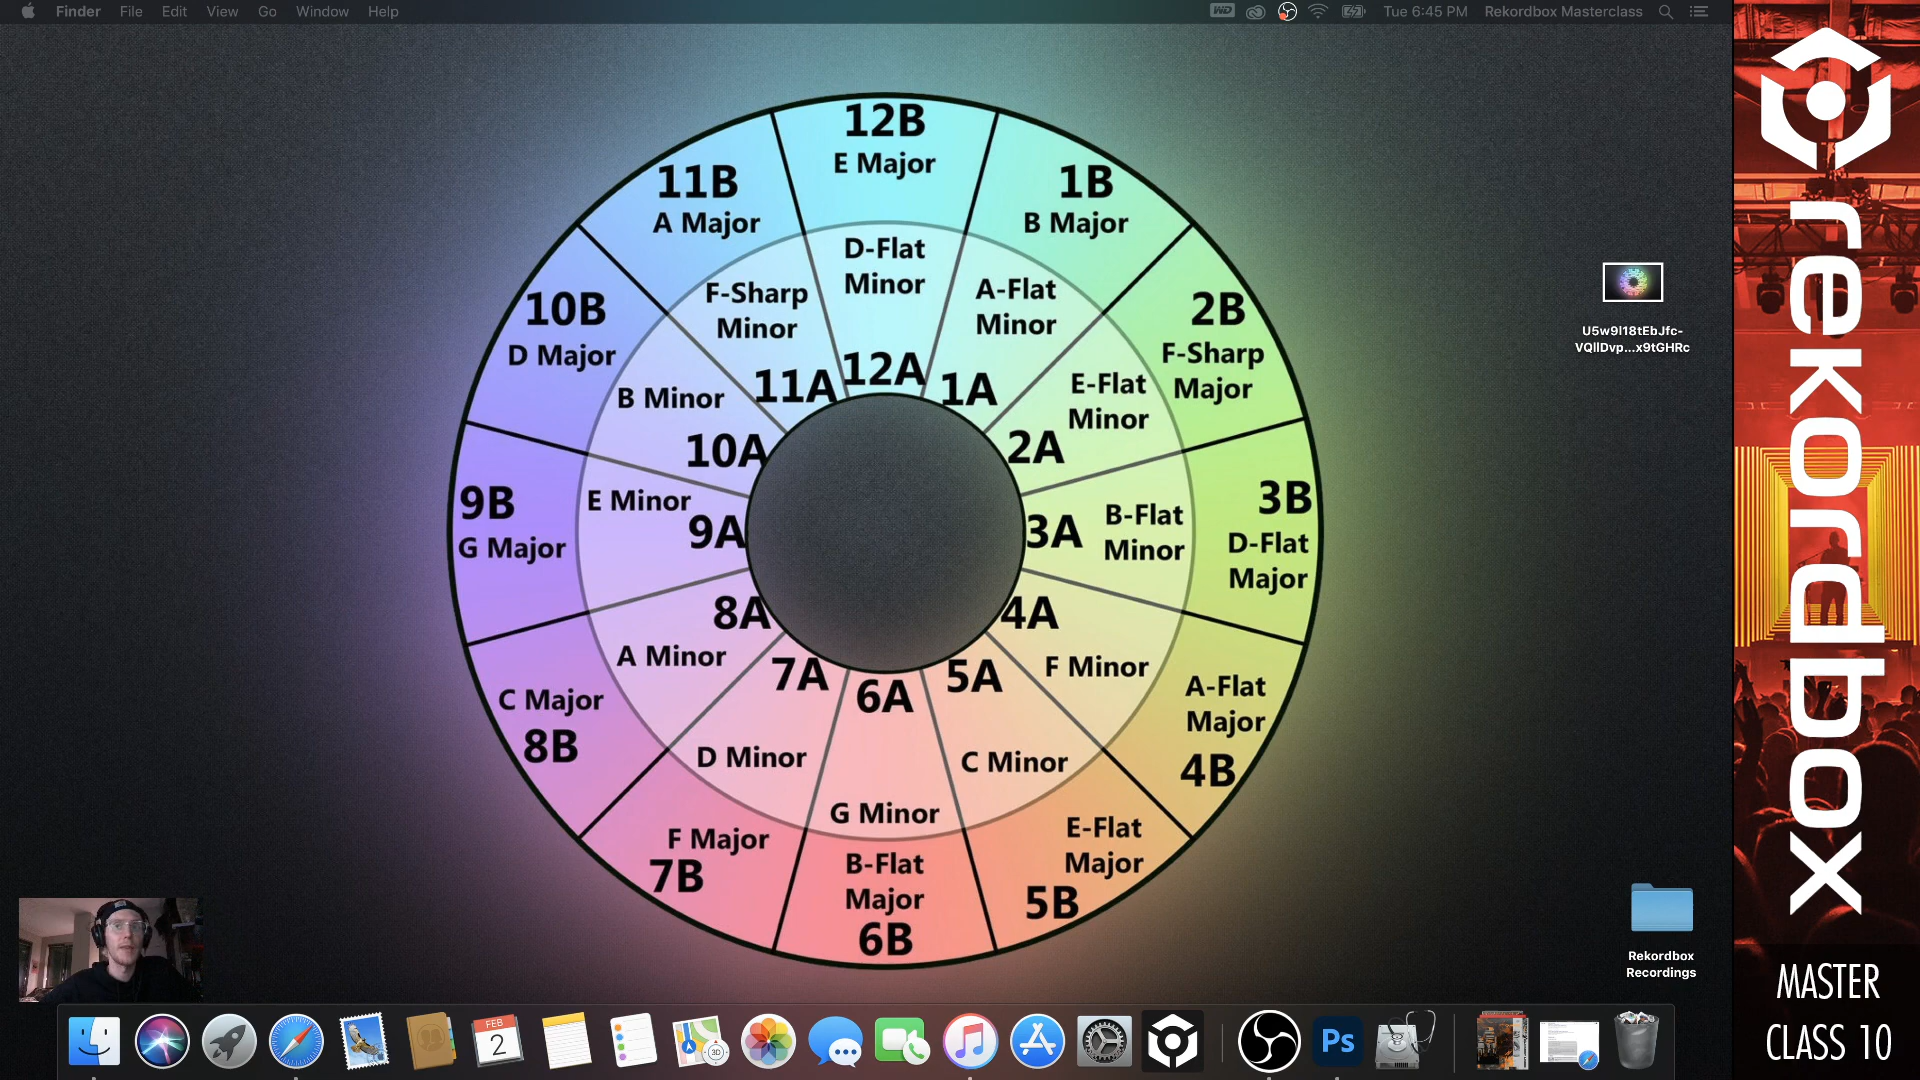 Finder File Edit View Go Window Help
WD Tue 6:45 PM Rekordbox Masterclass
12B
E Major
1B
B Major
2B
F-Sharp
Major
3B
D-Flat
Major
A-Flat
Major
4B
E-Flat
Major
5B
B-Flat
Major
6B
F Major
7B
C Major
8B
9B
G Major
10B
D Major
11B
A Major
D-Flat
Minor
12A
A-Flat
Minor
1A
E-Flat
Minor
2A
B-Flat
Minor
3A
4A
F Minor
5A
C Minor
6A
G Minor
7A
D Minor
8A
A Minor
E Minor
9A
B Minor
10A
F-Sharp
Minor
11A
U5w9I18tEbJfc-
VQIlDvp...x9tGHRc
Rekordbox
Recordings
rekordbox
MASTER
CLASS 10
FEB
2
3D
Ps